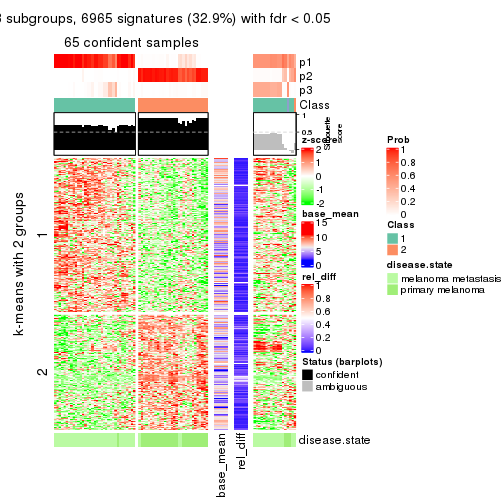 3 subgroups, 6965 signatures (32.9%) with fdr < 0.05
65 confident samples
p1
p2
p3
Class
1
0.5
0
Silhouette
score
k-means with 2 groups
1
2
disease.state
base_mean
rel_diff
z-score
2
1
0
-1
-2
base_mean
15
10
5
0
rel_diff
1
0.8
0.6
0.4
0.2
0
Status (barplots)
confident
ambiguous
Prob
1
0.8
0.6
0.4
0.2
0
Class
1
2
disease.state
melanoma metastasis
primary melanoma